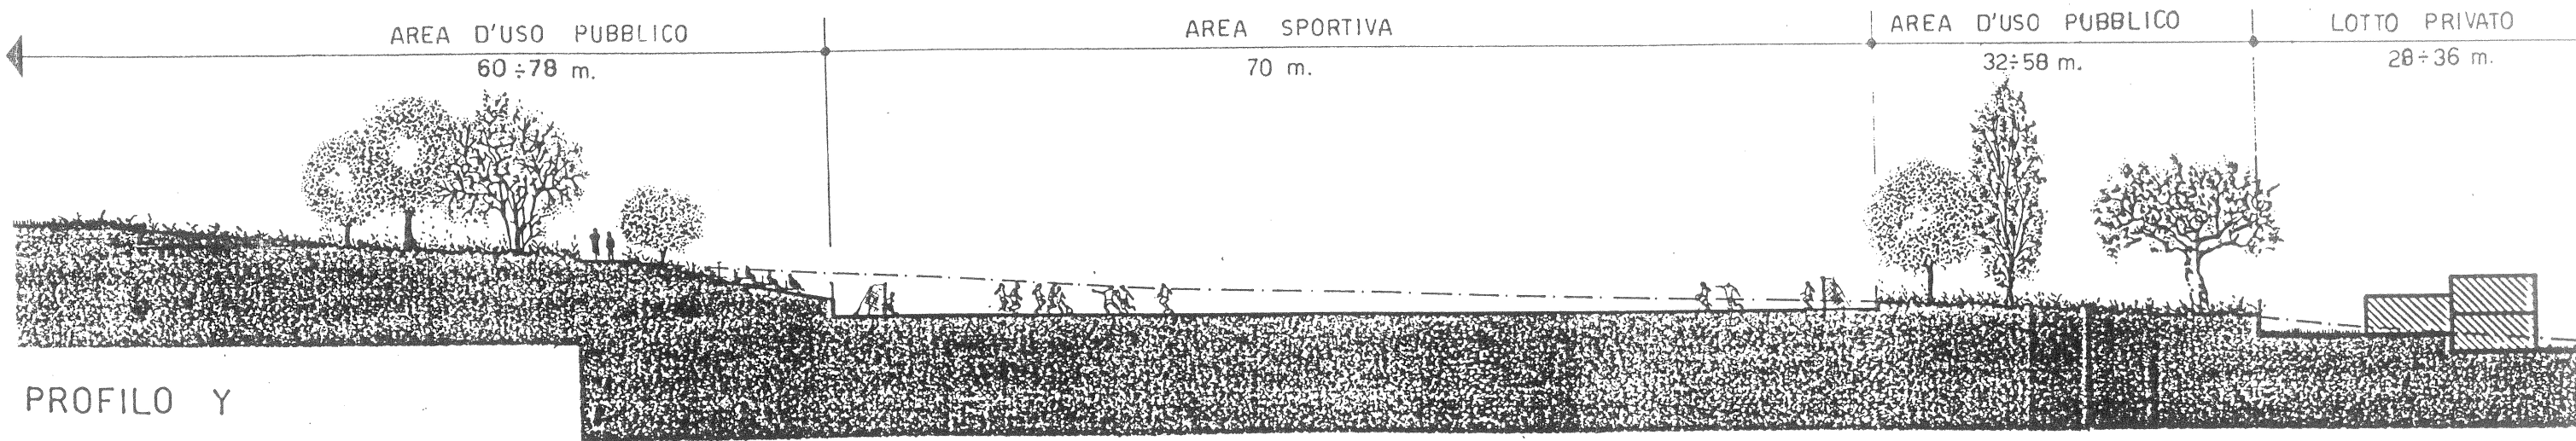 AREA D'USO PUBBLICO
60÷78 m.
AREA SPORTIVA
70 m.
AREA D'USO PUBBLICO
32÷58 m.
LOTTO PRIVATO
28÷36 m.
PROFILO Y